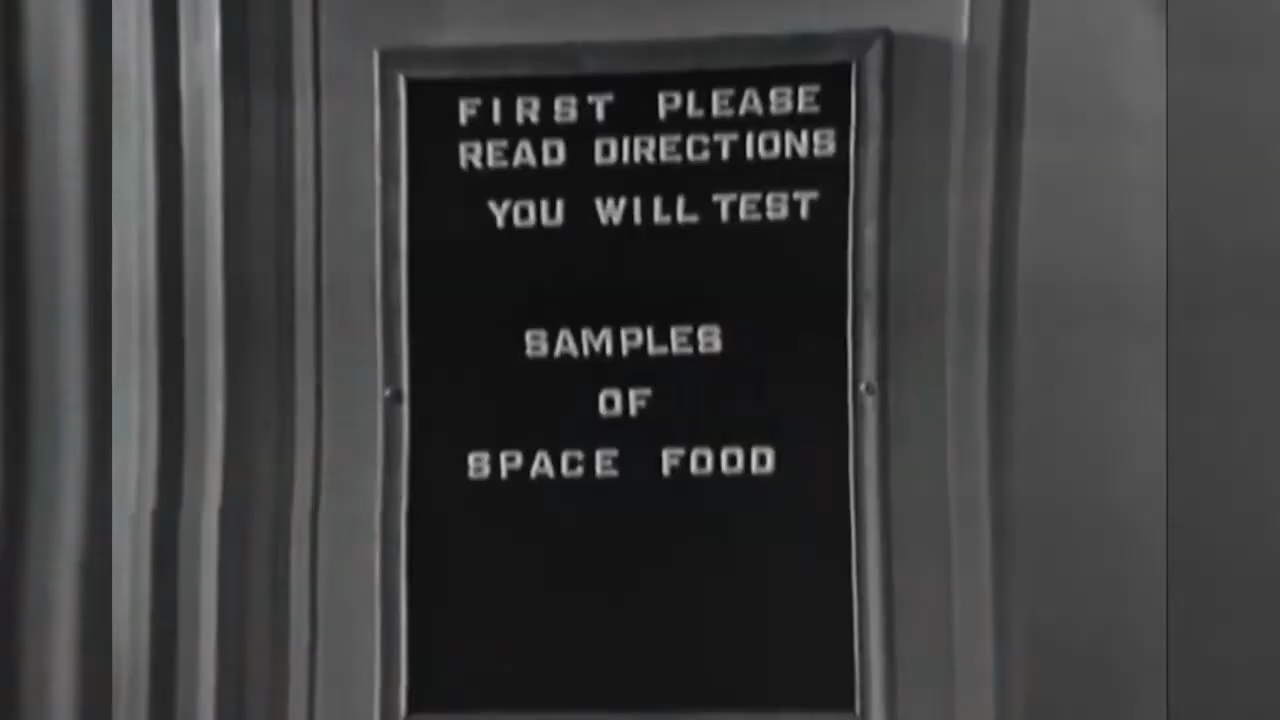 FIRST PLEASE
READ DIRECTIONS
YOU WILL TEST
SAMPLES
OF
SPACE FOOD